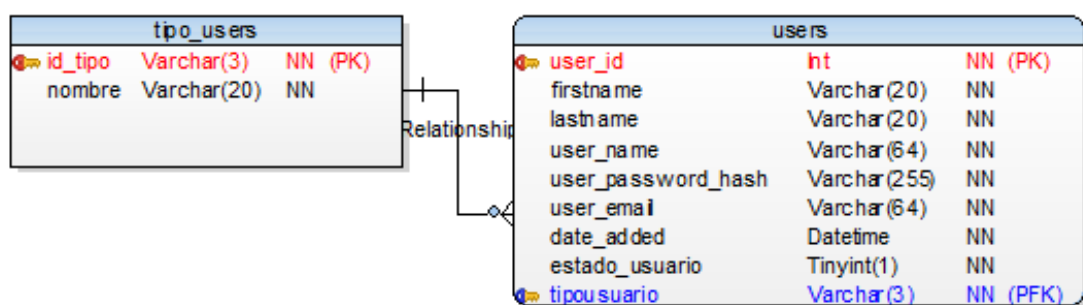 tipo_users
id_tipo Varchar(3) NN (PK)
nombre Varchar(20) NN
Relationship
users
user_id Int NN (PK)
firstname Varchar(20) NN
lastname Varchar(20) NN
user_name Varchar(64) NN
user_password_hash Varchar(255) NN
user_email Varchar(64) NN
date_added Datetime NN
estado_usuario Tinyint(1) NN
tipousuario Varchar(3) NN (PFK)